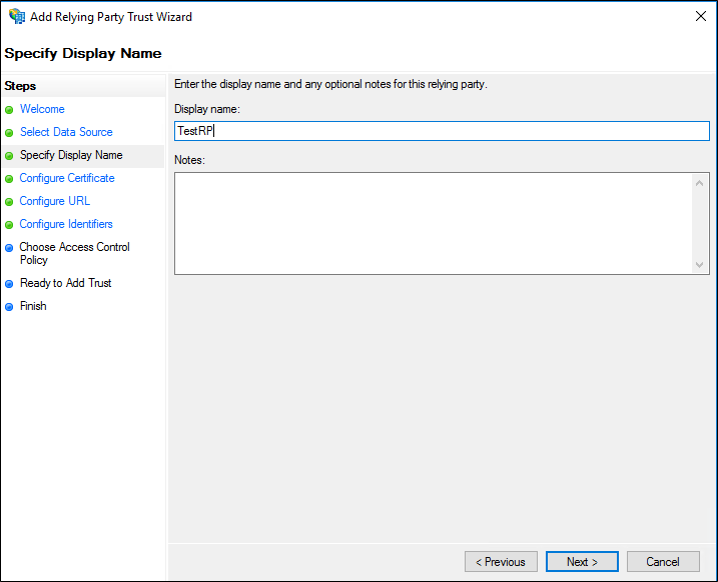 Add Relying Party Trust Wizard
Specify Display Name
Steps
Welcome
Select Data Source
Specify Display Name
Configure Certificate
Configure URL
Configure Identifiers
Choose Access Control
Policy
Ready to Add Trust
Finish
Enter the display name and any optional notes for this relying party.
Display name:
TestRP
Notes:
< Previous
Next >
Cancel